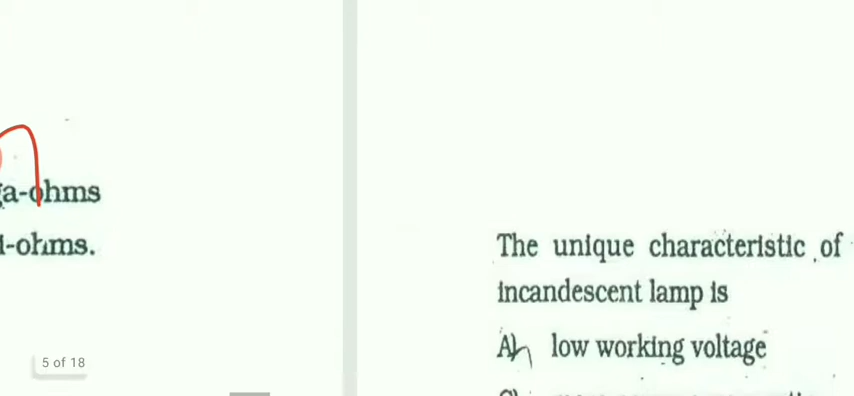 a-ohms
-ohms.
5 of 18
The unique characteristic of
incandescent lamp is
A) low working voltage